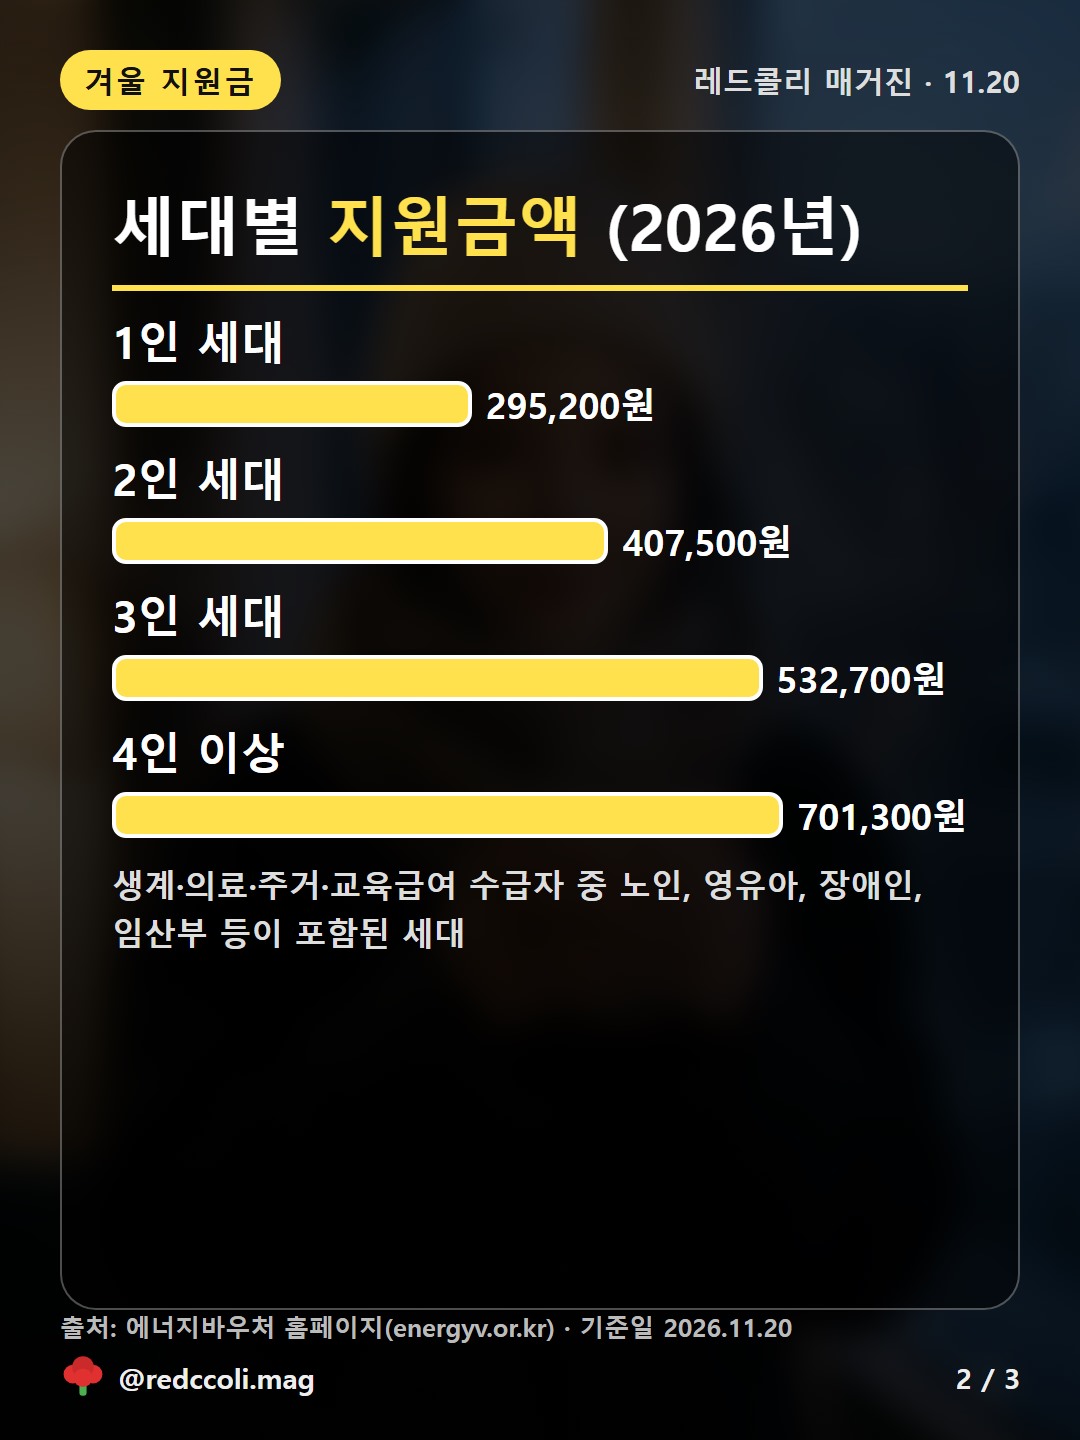 겨울 지원금
레드콜리 매거진 · 11.20
세대별 지원금액 (2026년)
1인 세대
295,200원
2인 세대
407,500원
3인 세대
532,700원
4인 이상
701,300원
생계·의료·주거·교육급여 수급자 중 노인, 영유아, 장애인,
임산부 등이 포함된 세대
출처: 에너지바우처 홈페이지(energyv.or.kr) · 기준일 2026.11.20
@redccoli.mag
2 / 3